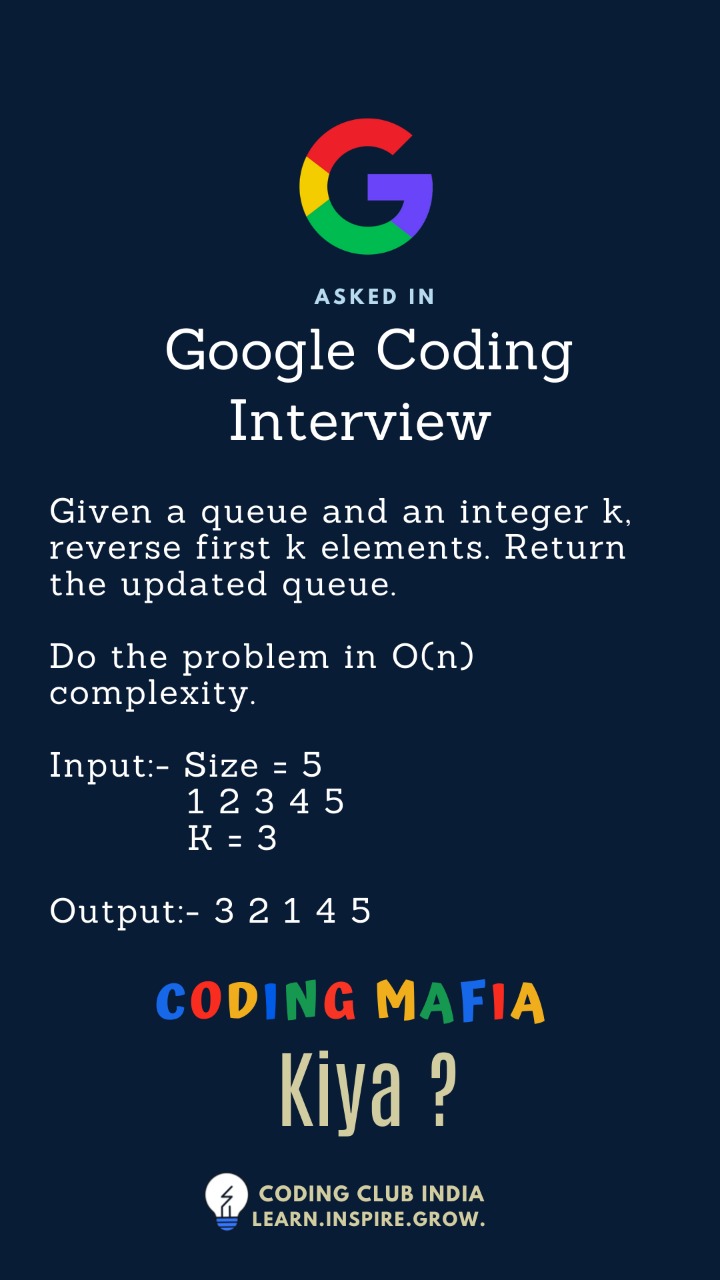 ASKED IN
Google Coding
Interview
Given a queue and an integer k,
reverse first k elements. Return
the updated queue.
Do the problem in O(n)
complexity.
Input:- Size = 5
1 2 3 4 5
K = 3
Output:- 3 2 1 4 5
CODING MAFIA
Kiya ?
CODING CLUB INDIA
LEARN.INSPIRE.GROW.